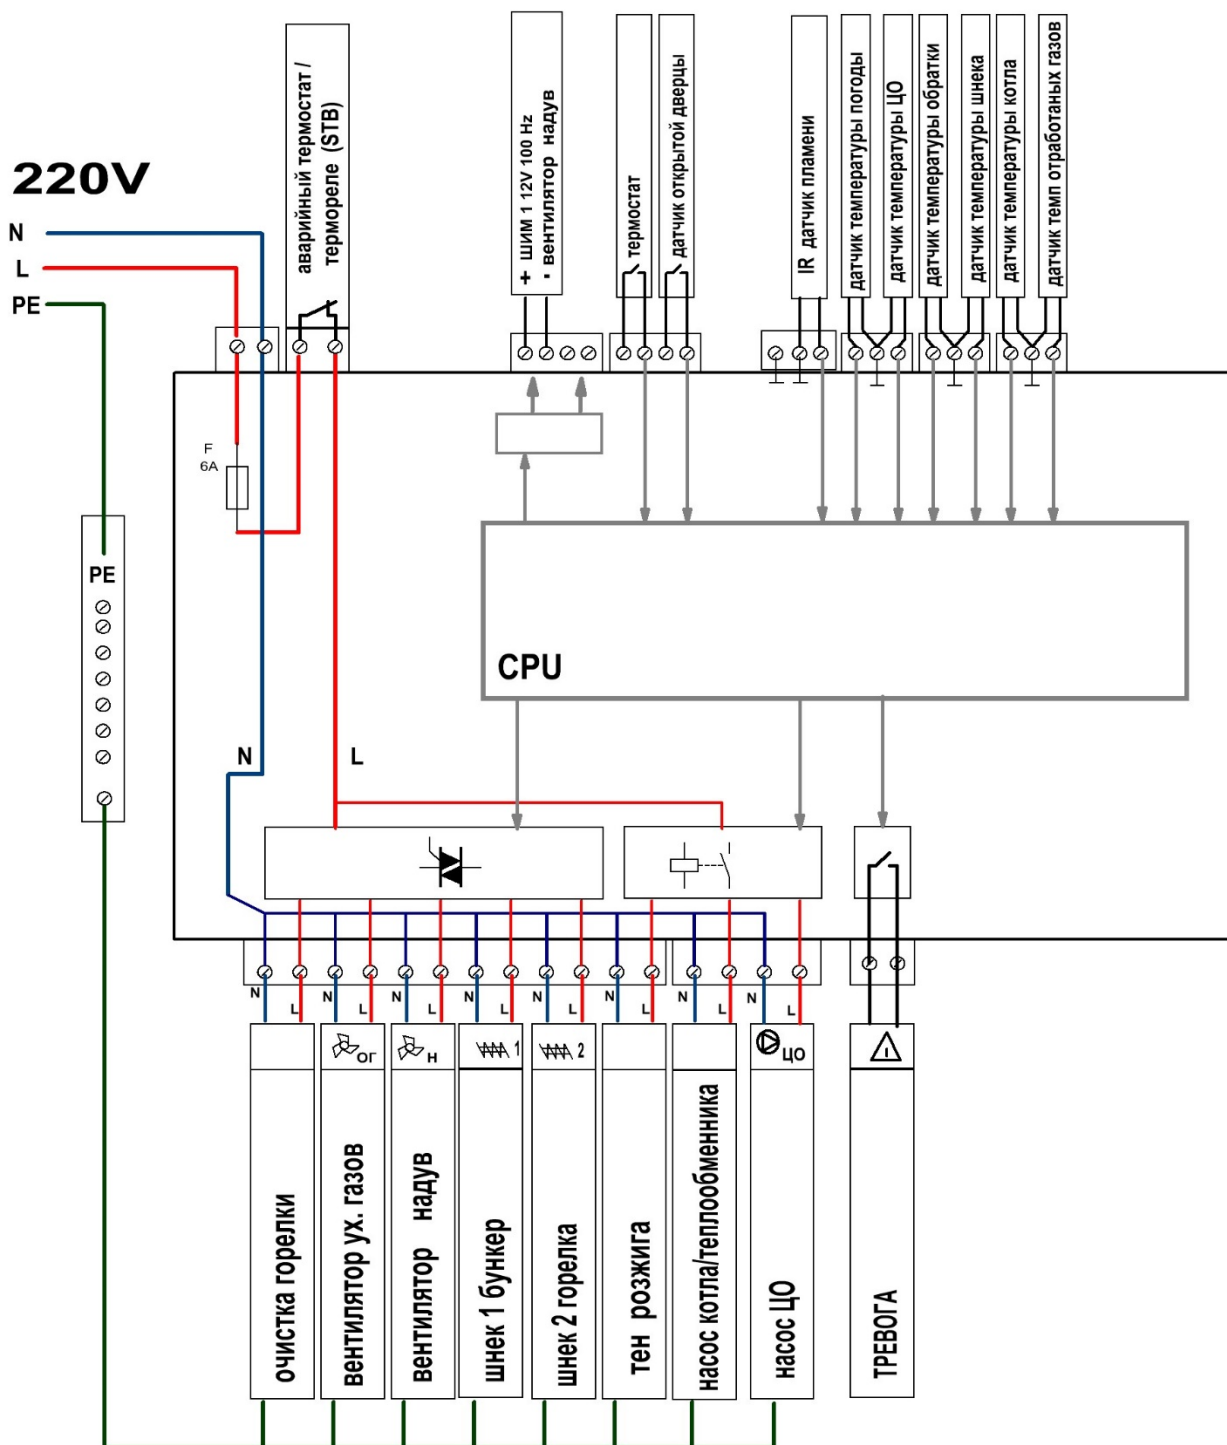 220V
N
L
PE
аварийный термостат /
термореле (STB)
+ ШИМ 1 12V 100 Hz
- вентилятор надув
термостат
датчик открытой дверцы
IR датчик пламени
датчик температуры погоды
датчик температуры ЦО
датчик температуры обратки
датчик температуры шнека
датчик температуры котла
датчик темп отработаных газов
F
6A
PE
CPU
N
L
N
L
N
L
N
L
N
L
N
L
N
L
N
L
N
L
ОГ
Н
1
2
ЦО
очистка горелки
вентилятор ух. газов
вентилятор надув
шнек 1 бункер
шнек 2 горелка
тен розжига
насос котла/теплообменника
насос ЦО
ТРЕВОГА